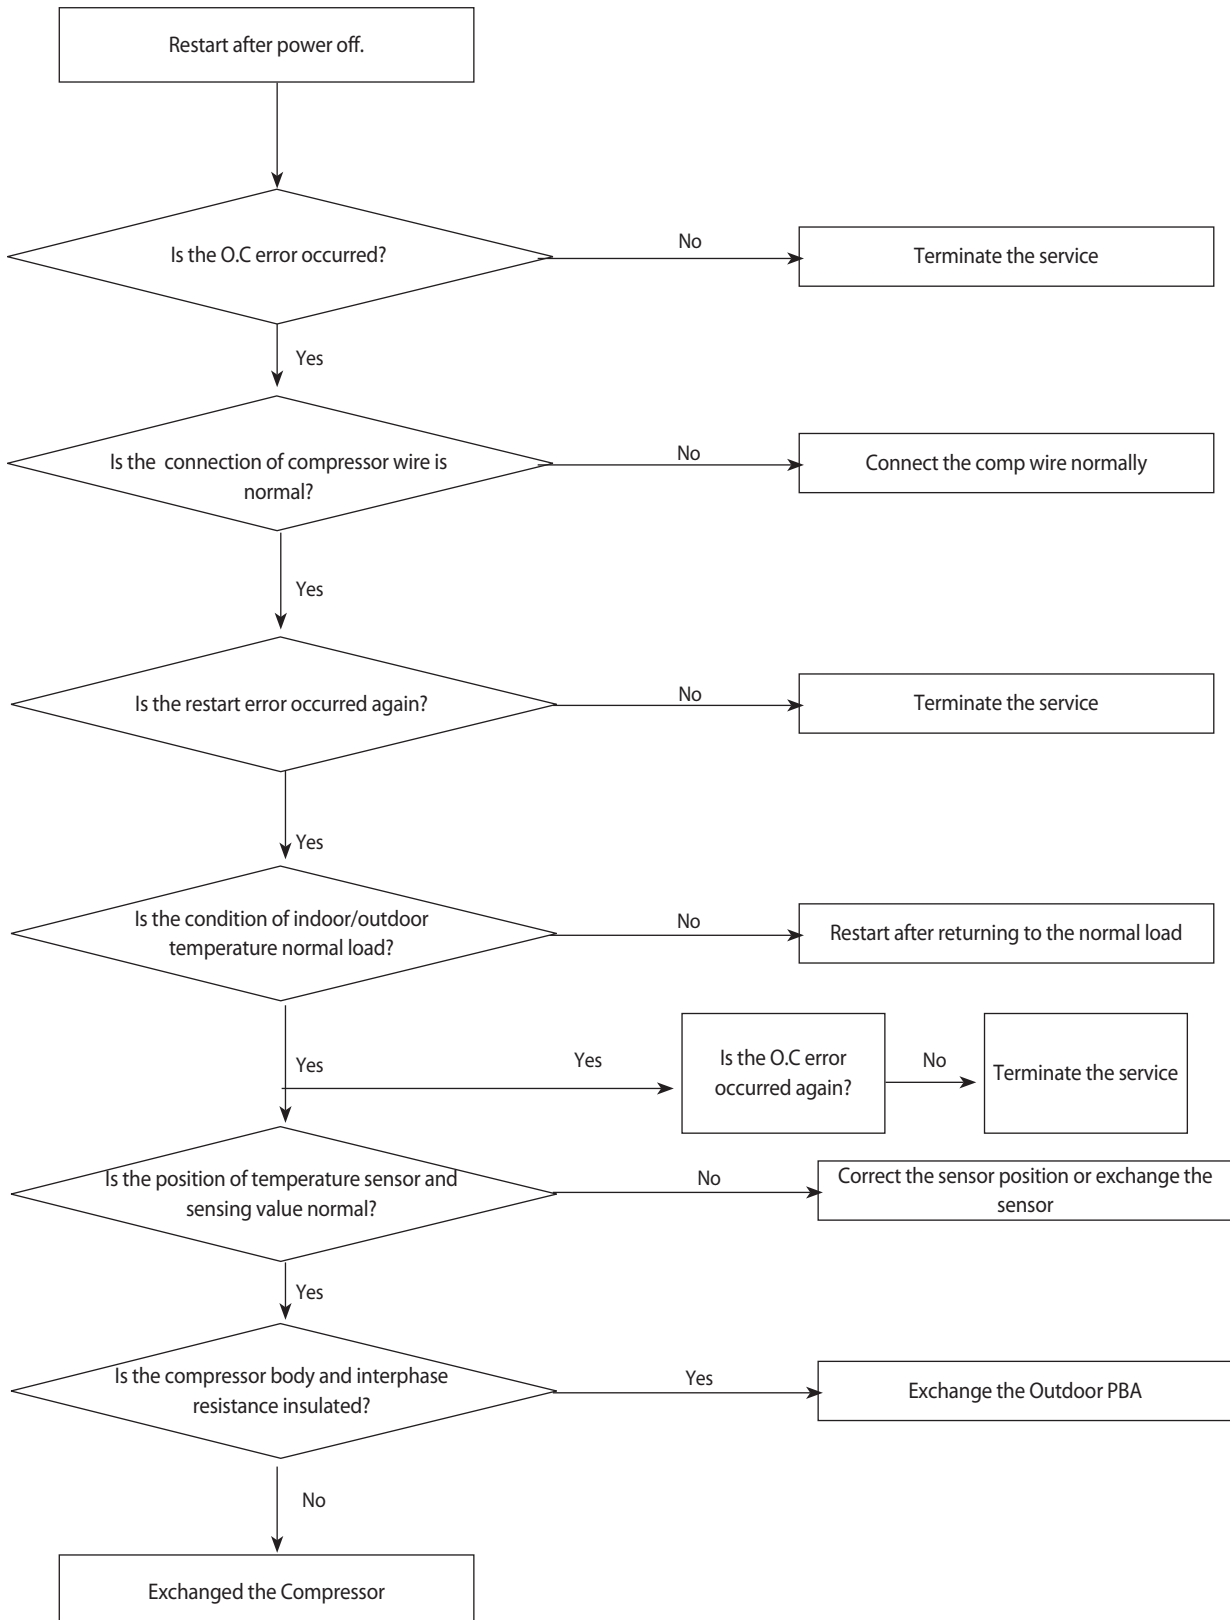 Restart after power off.
Is the O.C error occurred?
No
Terminate the service
Yes
Is the  connection of compressor wire is
normal?
No
Connect the comp wire normally
Yes
Is the restart error occurred again?
No
Terminate the service
Yes
Is the condition of indoor/outdoor
temperature normal load?
No
Restart after returning to the normal load
Yes
Yes
Is the O.C error
occurred again?
No
Terminate the service
Is the position of temperature sensor and
sensing value normal?
No
Correct the sensor position or exchange the
sensor
Yes
Is the compressor body and interphase
resistance insulated?
Yes
Exchange the Outdoor PBA
No
Exchanged the Compressor